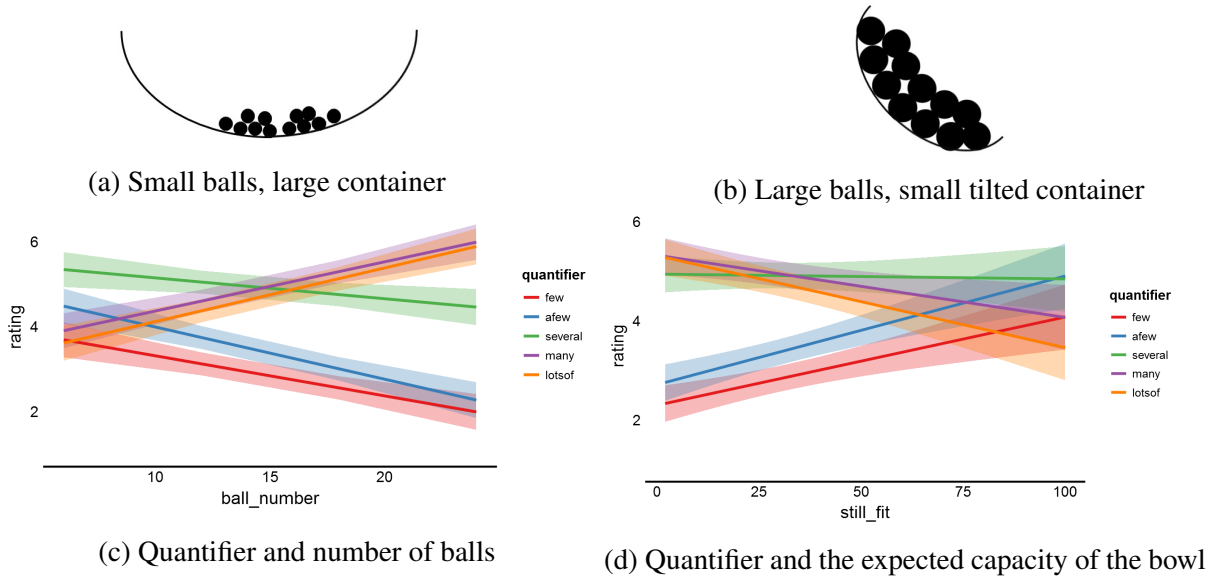 (a) Small balls, large container
(b) Large balls, small tilted container
6
4
2
rating
10
15
20
ball_number
quantifier
few
afew
several
many
lotsof
(c) Quantifier and number of balls
6
4
2
rating
0
25
50
75
100
still_fit
quantifier
few
afew
several
many
lotsof
(d) Quantifier and the expected capacity of the bowl